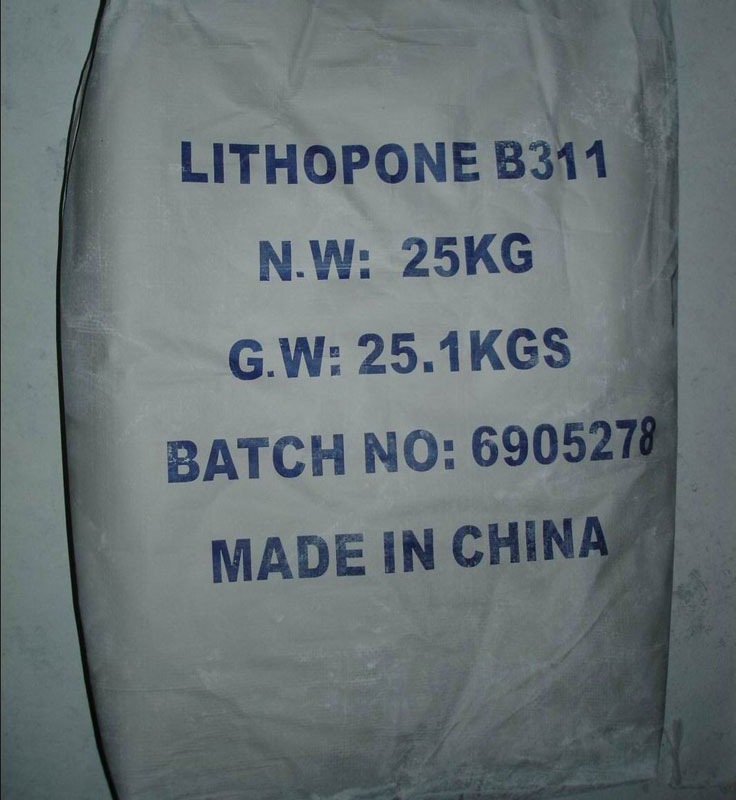 LITHOPONE B311
N.W: 25KG
G.W: 25.1KGS
BATCH NO: 6905278
MADE IN CHINA